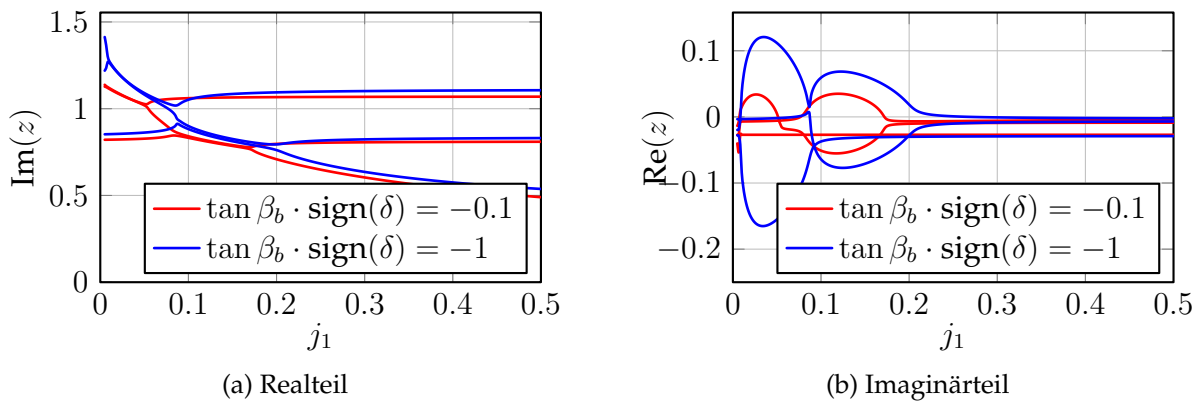 1.5
1
0.5
0
Im(z)
tan β_b · sign(δ) = −0.1
tan β_b · sign(δ) = −1
0 0.1 0.2 0.3 0.4 0.5
j_1
(a) Realteil
0.1
0
−0.1
−0.2
Re(z)
tan β_b · sign(δ) = −0.1
tan β_b · sign(δ) = −1
0 0.1 0.2 0.3 0.4 0.5
j_1
(b) Imaginärteil